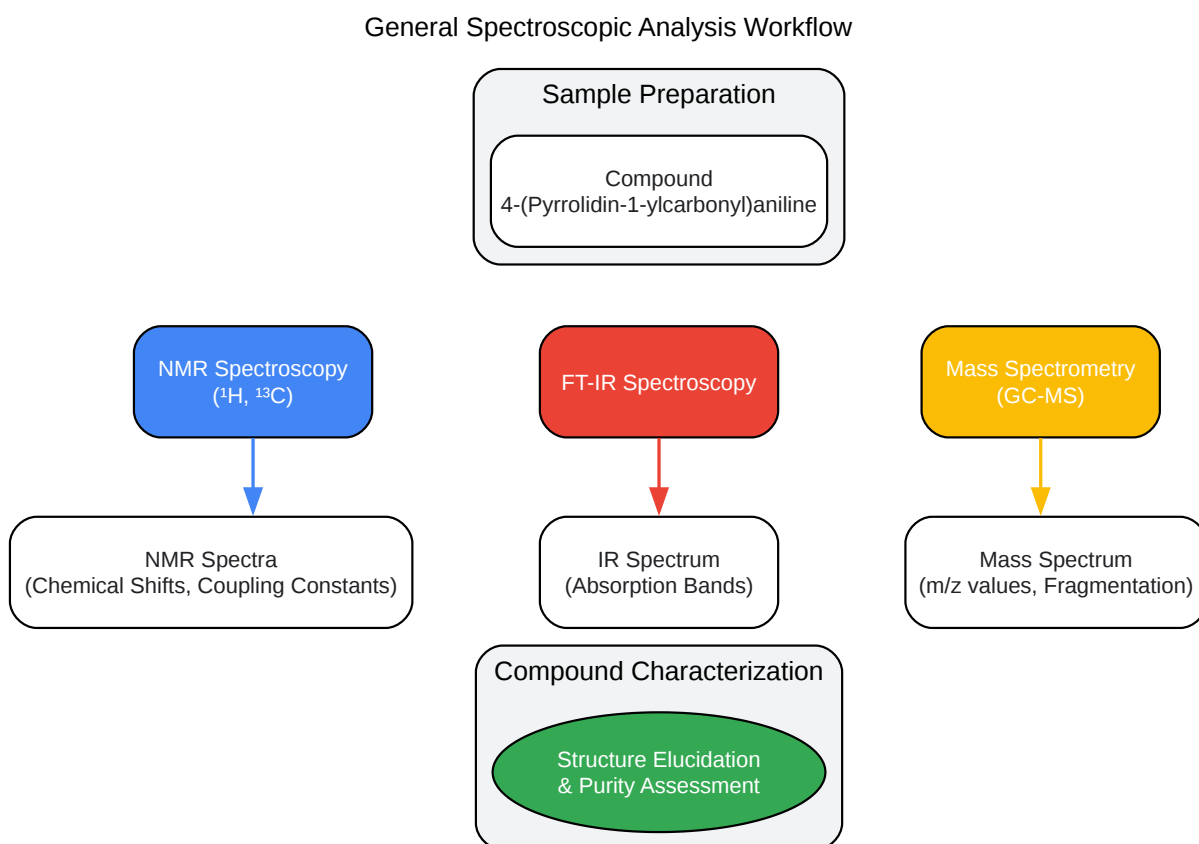 General Spectroscopic Analysis Workflow
Sample Preparation
Compound
4-(Pyrrolidin-1-ylcarbonyl)aniline
NMR Spectroscopy
(¹H, ¹³C)
FT-IR Spectroscopy
Mass Spectrometry
(GC-MS)
NMR Spectra
(Chemical Shifts, Coupling Constants)
IR Spectrum
(Absorption Bands)
Mass Spectrum
(m/z values, Fragmentation)
Compound Characterization
Structure Elucidation
& Purity Assessment